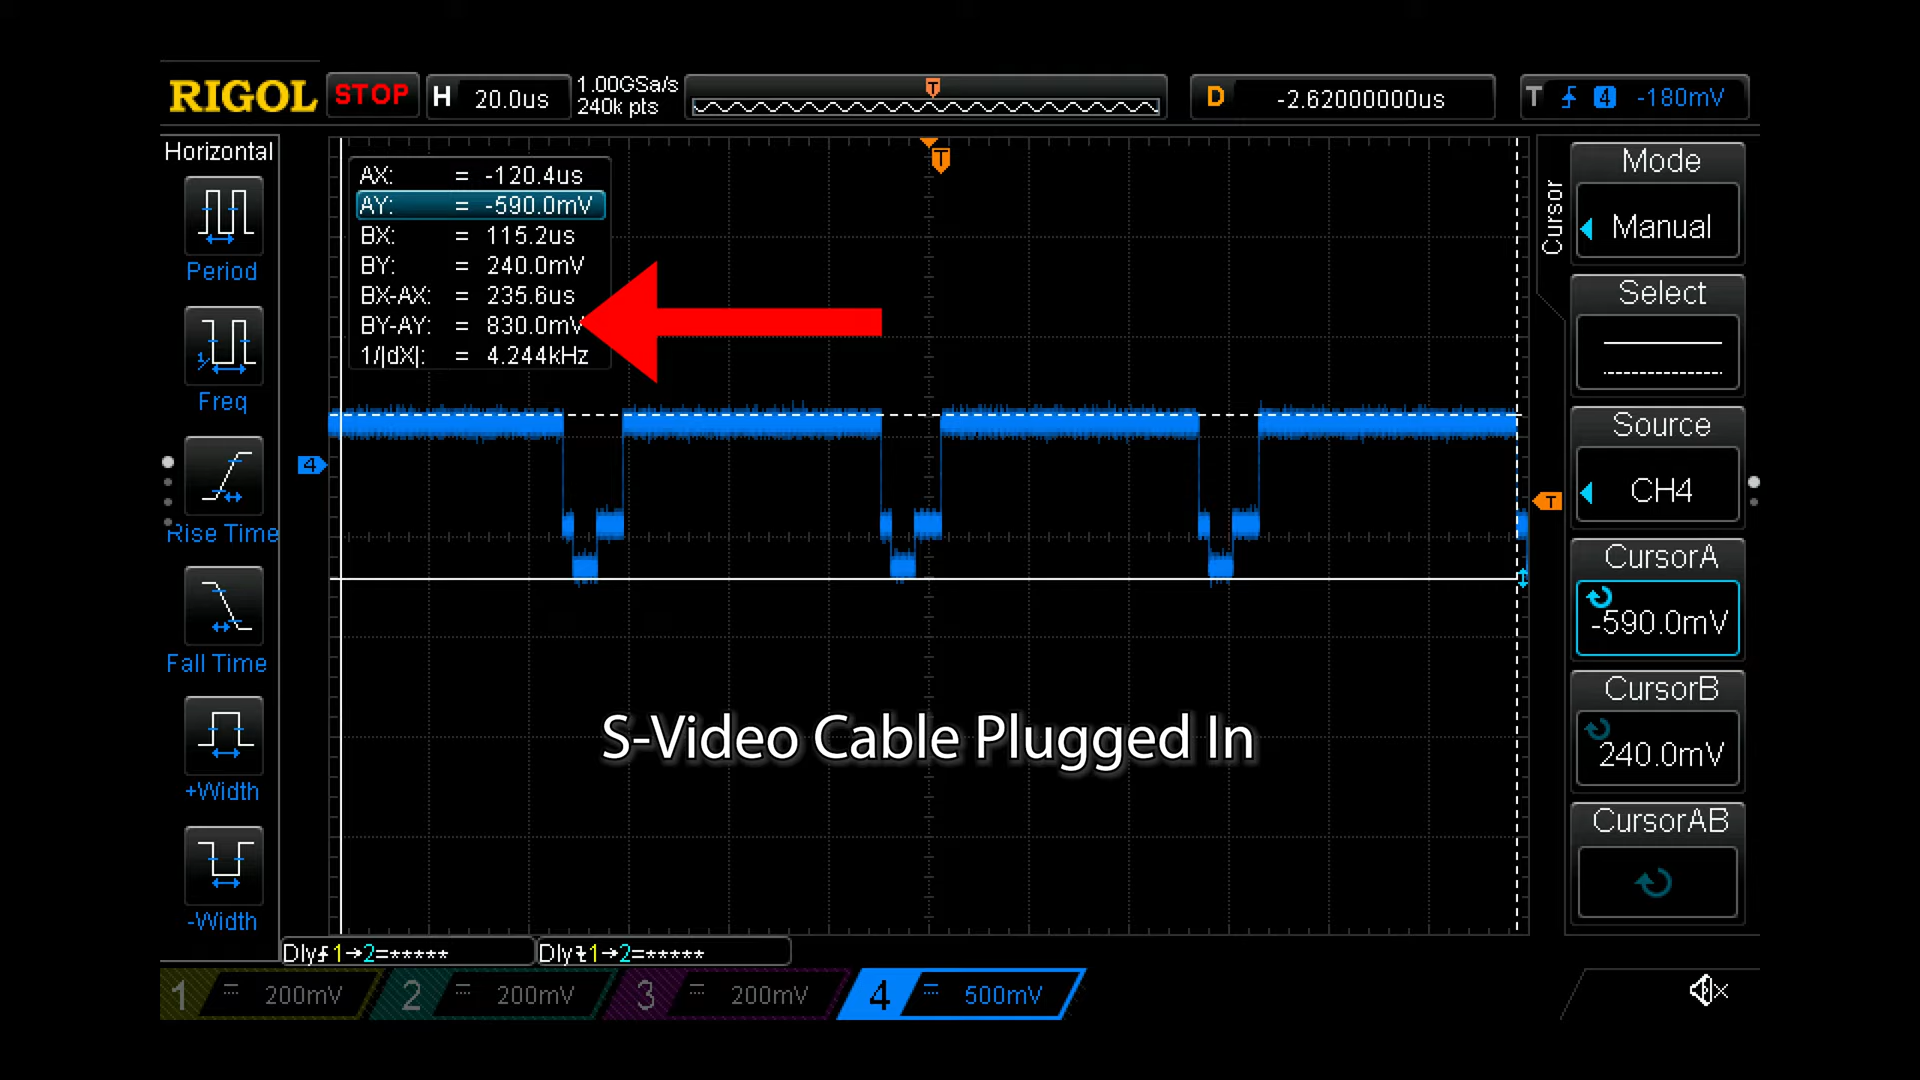 RIGOL STOP H 20.0us 1.00GSa/s D -2.62000000us T 4 -180mV
240k pts
T
Horizontal
T
Period
Freq
Rise Time
Fall Time
+Width
-Width
AX: = -120.4us
AY: = -590.0mV
BX: = 115.2us
BY: = 240.0mV
BX-AX: = 235.6us
BY-AY: = 830.0mV
1/|dX|: = 4.244kHz
4
T
S-Video Cable Plugged In
Cursor
Mode
Manual
Select
Source
CH4
CursorA
-590.0mV
CursorB
240.0mV
CursorAB
Dly 1→2=***** Dly 1→2=*****
1 200mV 2 200mV 3 200mV 4 500mV